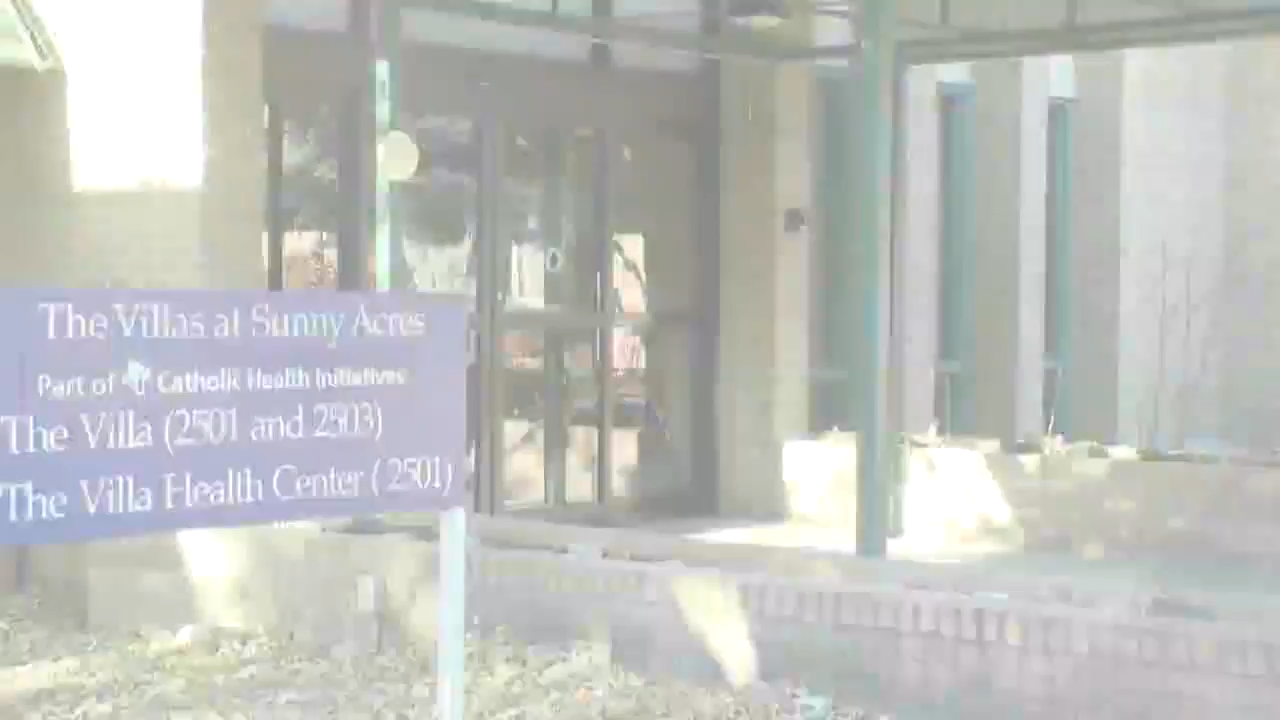 The Villas at Sunny Acres
Part of Catholic Health Initiatives
The Villa (2501 and 2503)
The Villa Health Center ( 2501)